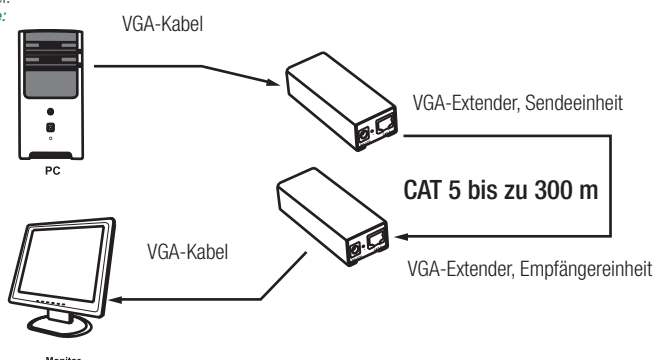 VGA-Kabel
VGA-Extender, Sendeeinheit
PC
CAT 5 bis zu 300 m
VGA-Kabel
VGA-Extender, Empfängereinheit
Monitor